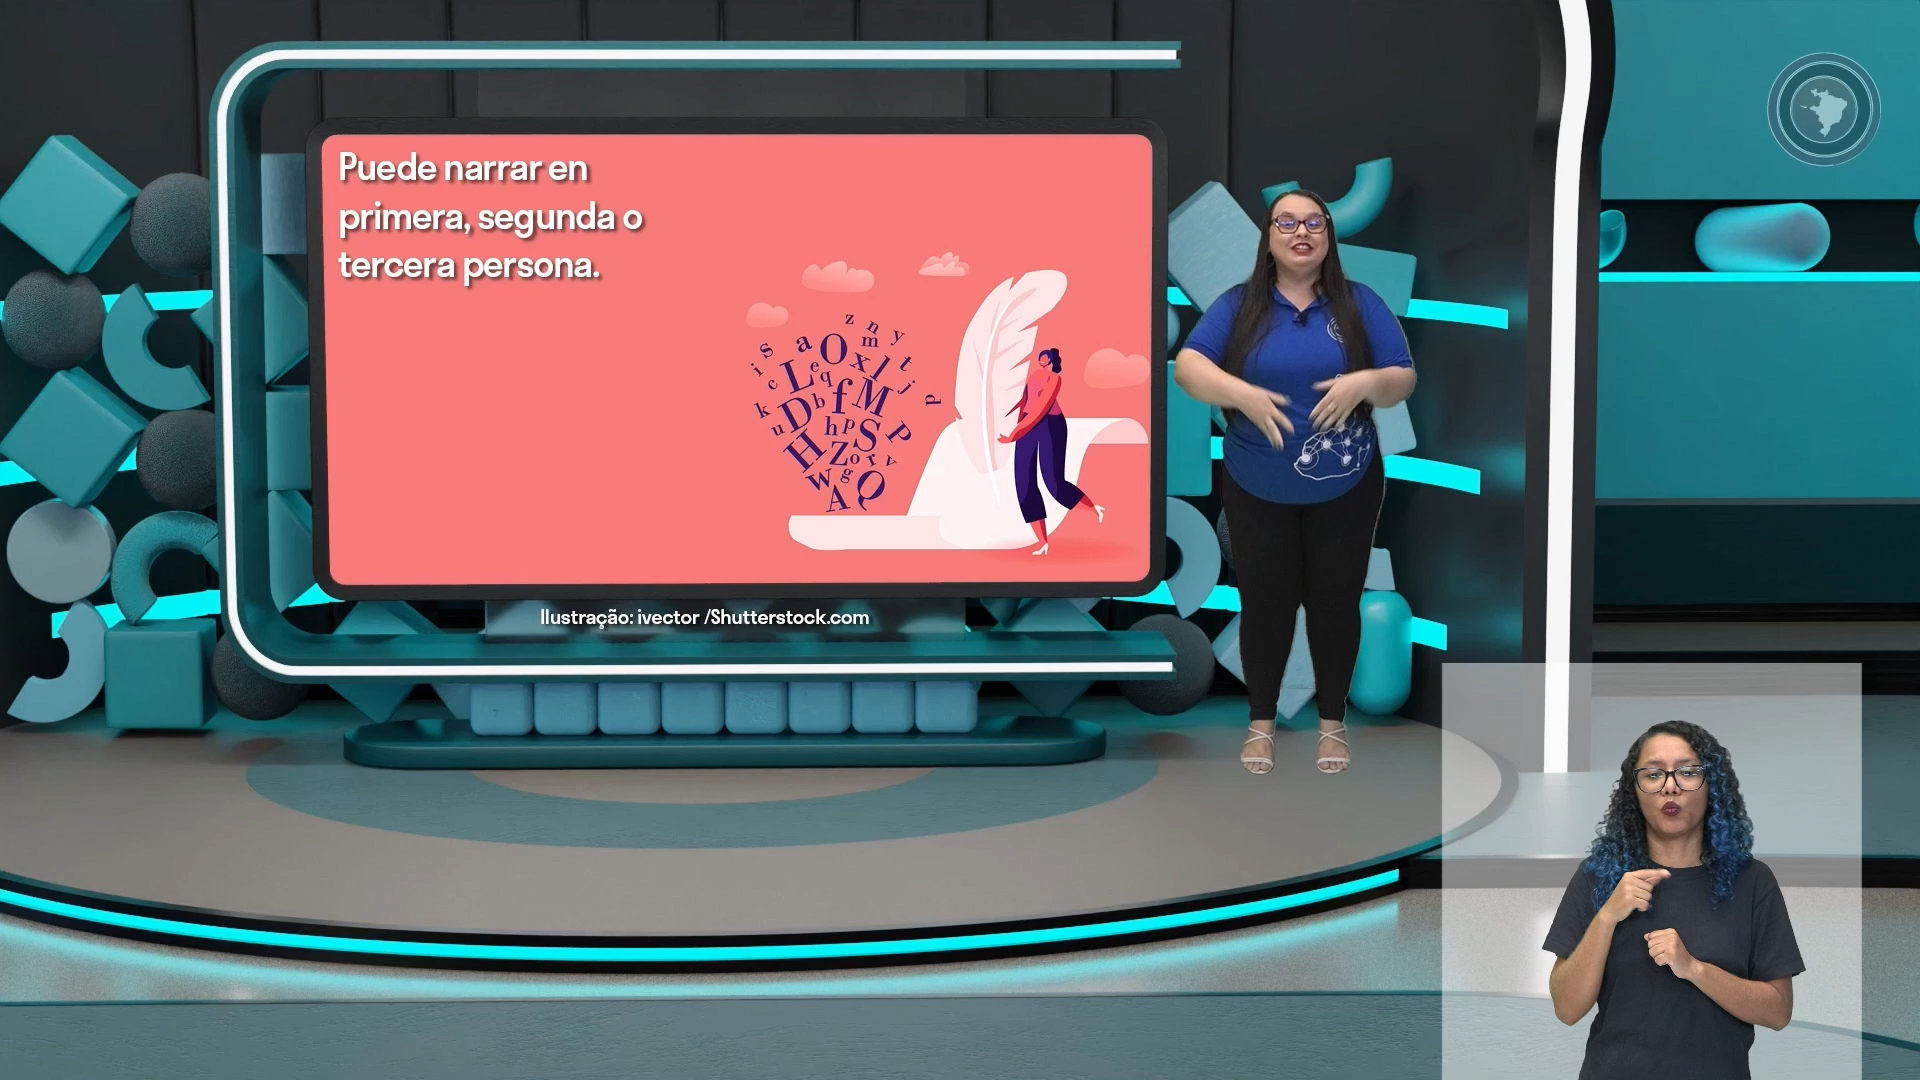 Puede narrar en
primera, segunda o
tercera persona.
z n y
s a O m
i L e x l t
c q j
k D b f M p
u h p S P
H Z o r v
w g Q
A
Ilustração: ivector /Shutterstock.com